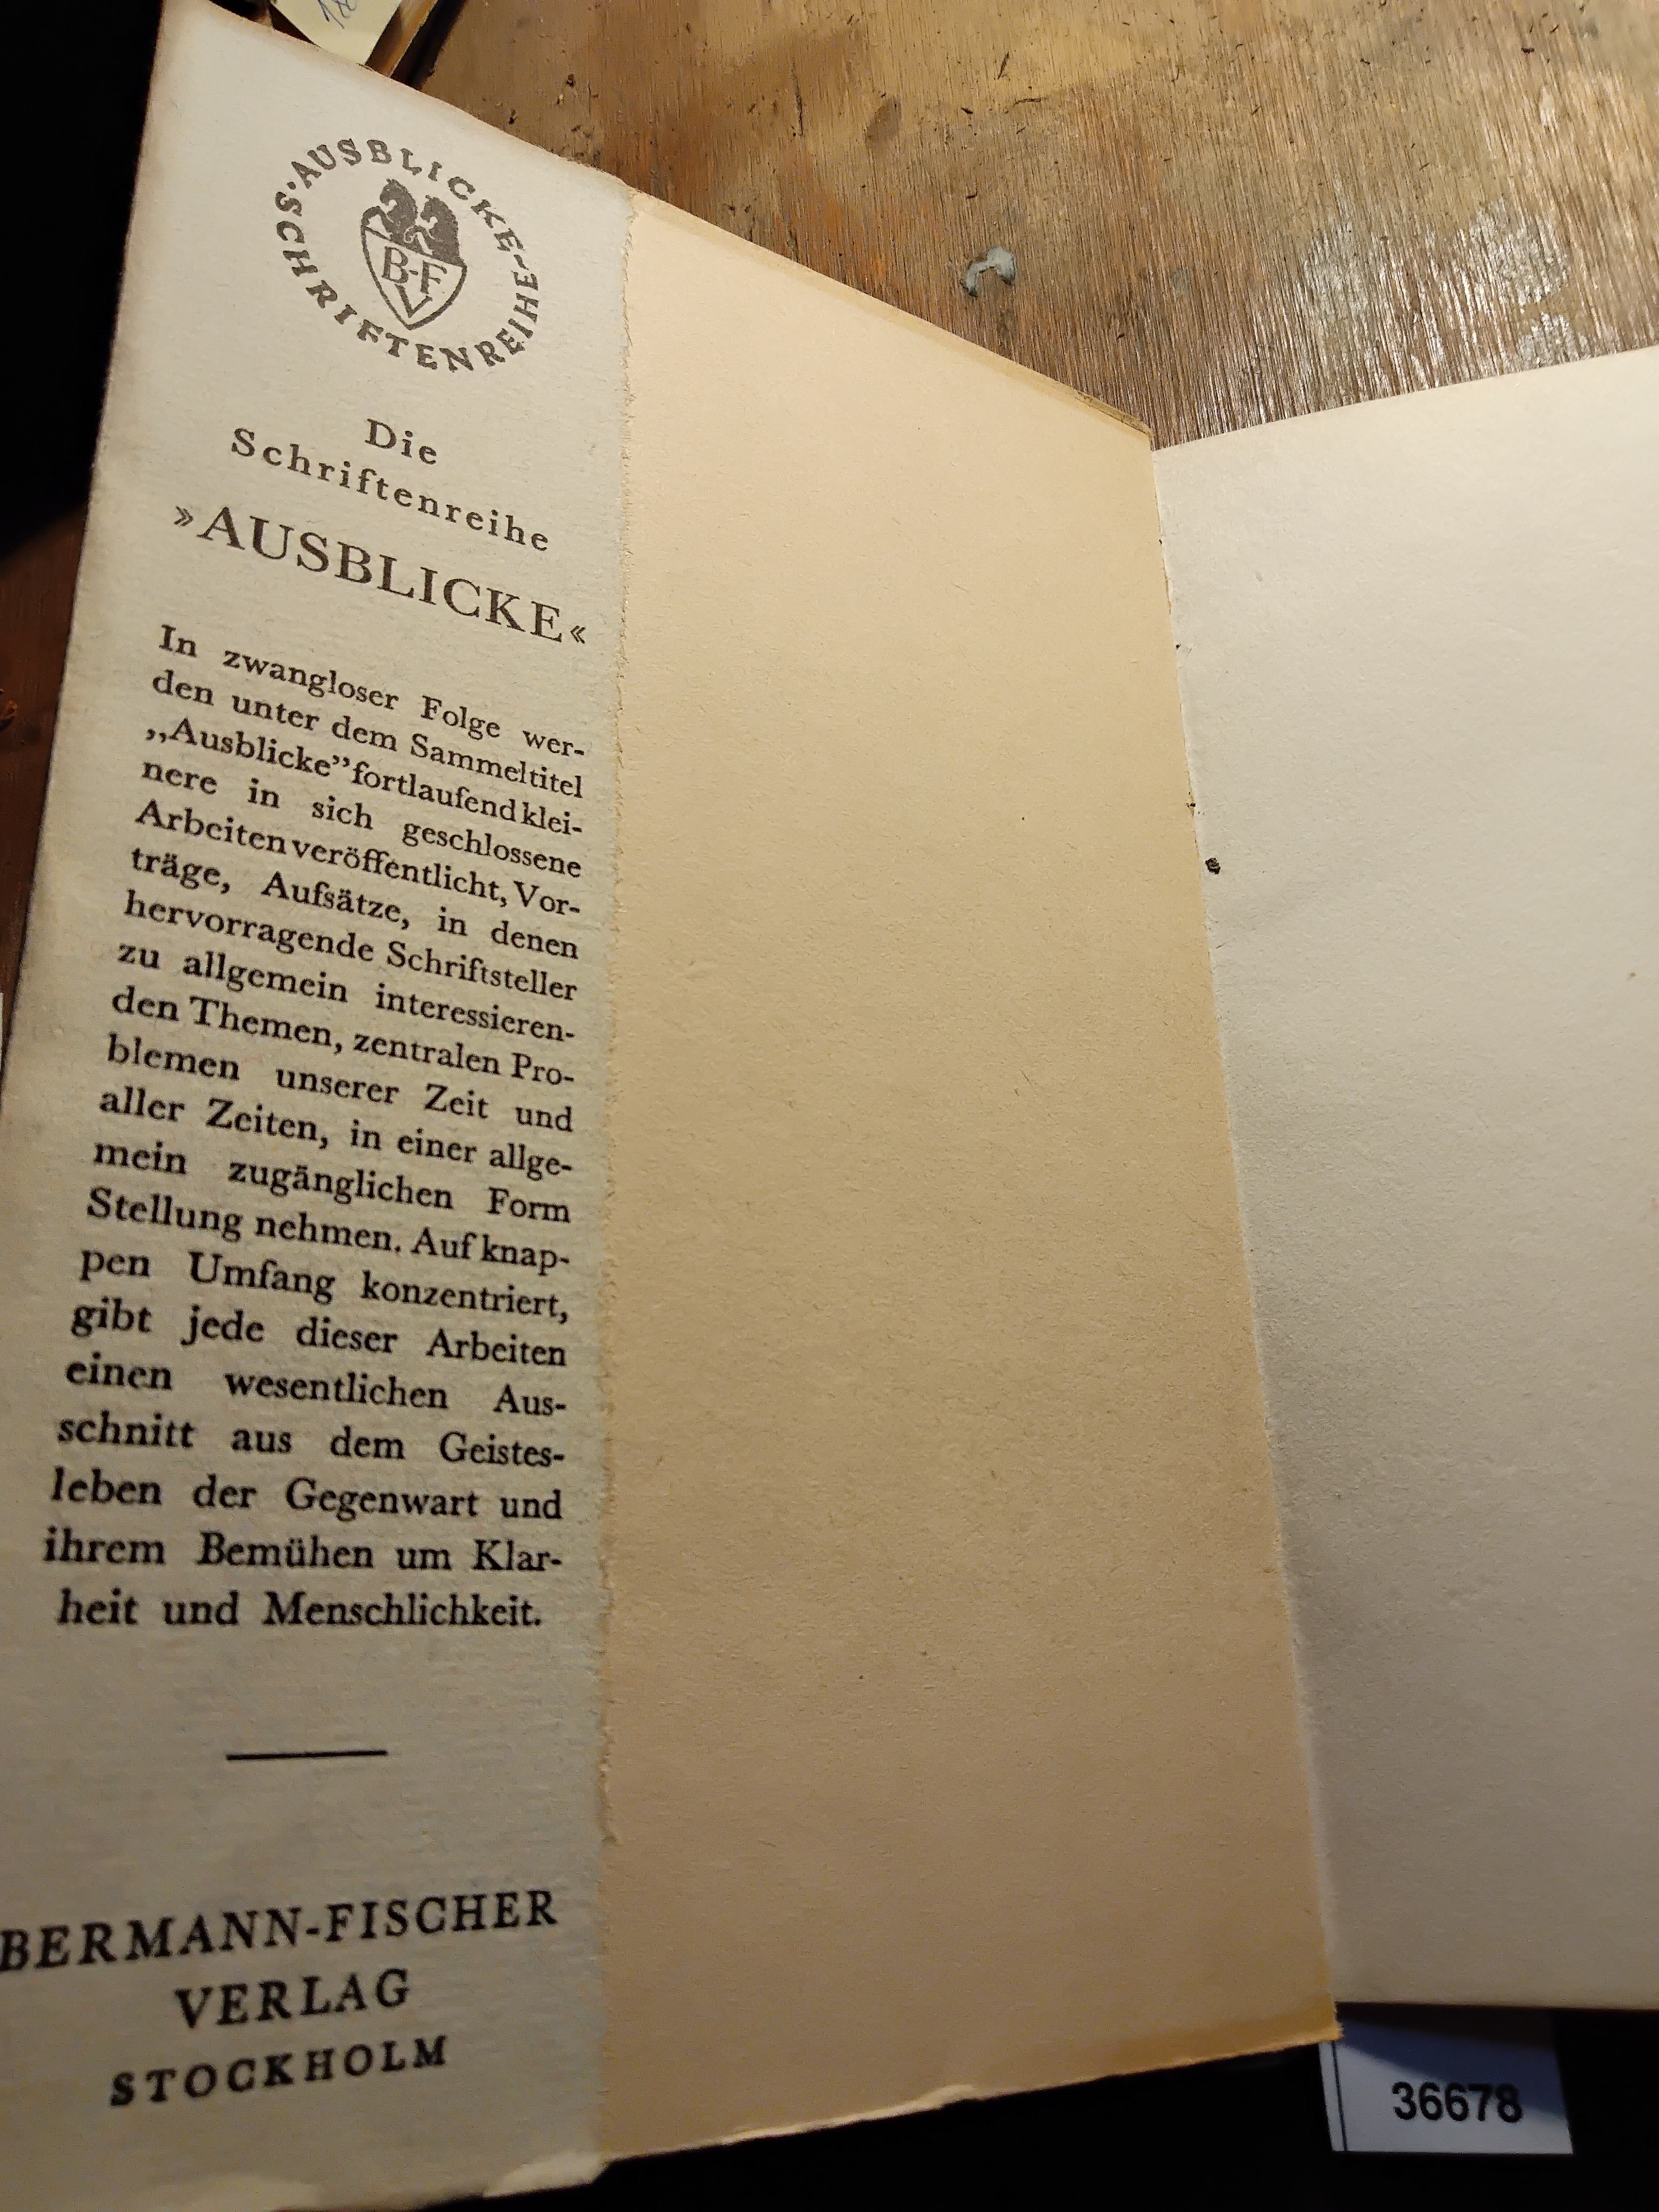 AUSBLICKE-SCHRIFTENREIHE·
B-F
V
Die
Schriftenreihe
»AUSBLICKE«
In zwangloser Folge wer-
den unter dem Sammeltitel
„Ausblicke” fortlaufend klei-
nere in sich geschlossene
Arbeiten veröffentlicht, Vor-
träge, Aufsätze, in denen
hervorragende Schriftsteller
zu allgemein interessieren-
den Themen, zentralen Pro-
blemen unserer Zeit und
aller Zeiten, in einer allge-
mein zugänglichen Form
Stellung nehmen. Auf knap-
pen Umfang konzentriert,
gibt jede dieser Arbeiten
einen wesentlichen Aus-
schnitt aus dem Geistes-
leben der Gegenwart und
ihrem Bemühen um Klar-
heit und Menschlichkeit.
BERMANN-FISCHER
VERLAG
STOCKHOLM
36678